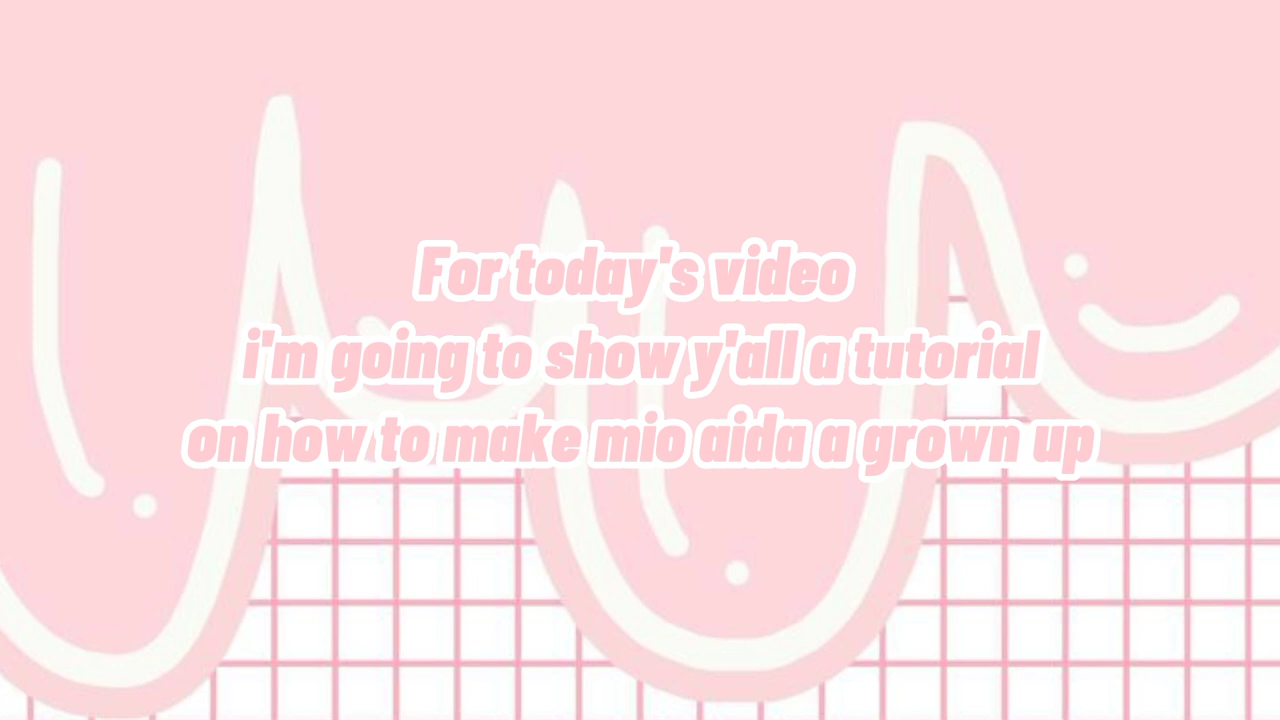 For today's video
i'm going to show y'all a tutorial
on how to make mio aida a grown up